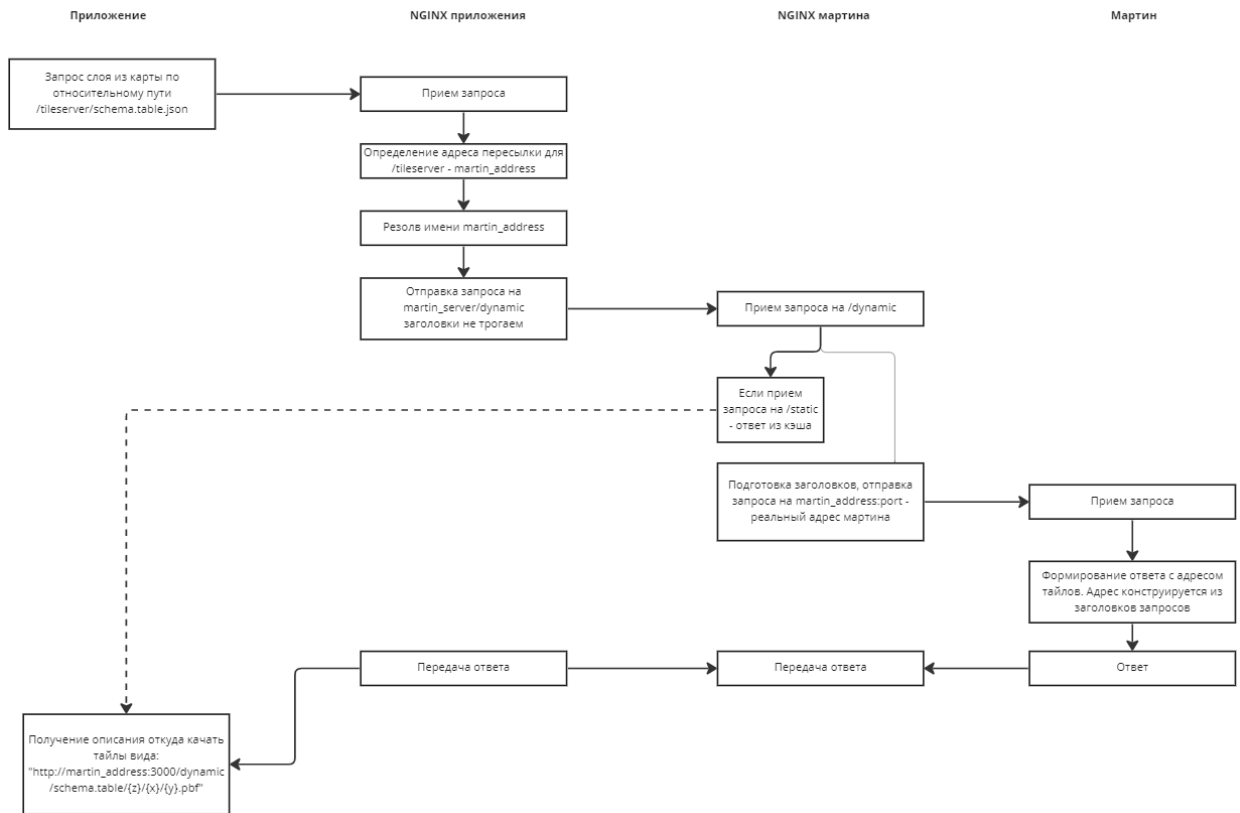 Приложение
NGINX приложения
NGINX мартина
Мартин
Запрос слоя из карты по
относительному пути
/tileserver/schema.table.json
Прием запроса
Определение адреса пересылки для
/tileserver - martin_address
Резолв имени martin_address
Отправка запроса на
martin_server/dynamic
заголовки не трогаем
Прием запроса на /dynamic
Если прием
запроса на /static
- ответ из кэша
Подготовка заголовков, отправка
запроса на martin_address:port -
реальный адрес мартина
Прием запроса
Формирование ответа с адресом
тайлов. Адрес конструируется из
заголовков запросов
Передача ответа
Передача ответа
Ответ
Получение описания откуда качать
тайлы вида:
"http://martin_address:3000/dynamic
/schema.table/{z}/{x}/{y}.pbf"